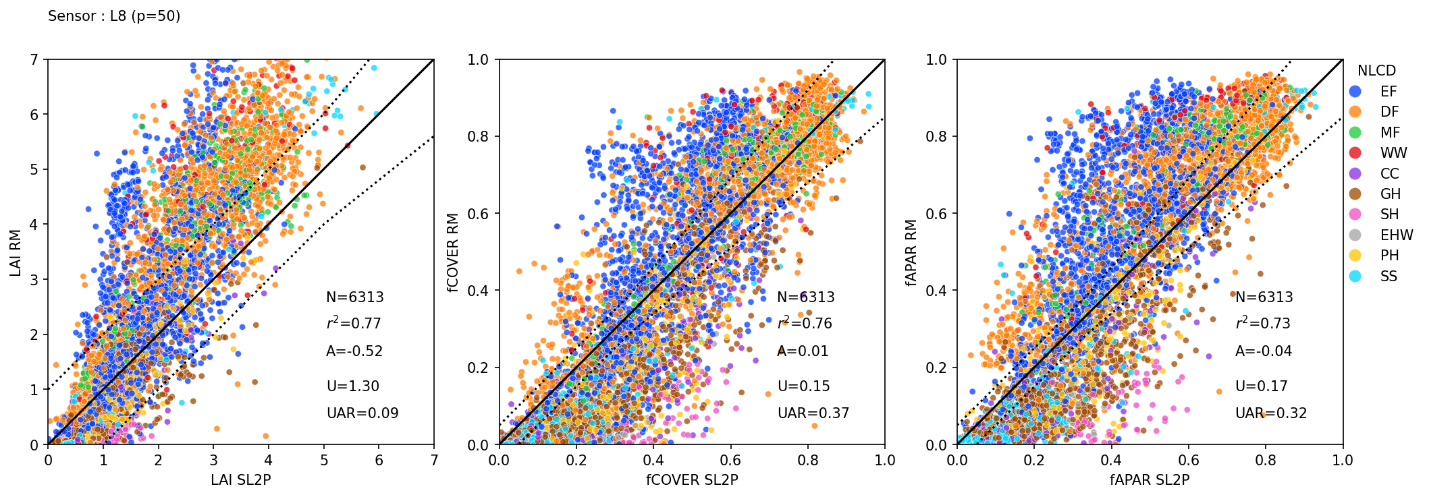 Sensor : L8 (p=50)
7
6
5
4
3
2
1
0
LAI RM
0 1 2 3 4 5 6 7
LAI SL2P
N=6313
r²=0.77
A=-0.52
U=1.30
UAR=0.09
1.0
0.8
0.6
0.4
0.2
0.0
fCOVER RM
0.0 0.2 0.4 0.6 0.8 1.0
fCOVER SL2P
N=6313
r²=0.76
A=0.01
U=0.15
UAR=0.37
1.0
0.8
0.6
0.4
0.2
0.0
fAPAR RM
0.0 0.2 0.4 0.6 0.8 1.0
fAPAR SL2P
N=6313
r²=0.73
A=-0.04
U=0.17
UAR=0.32
NLCD
EF
DF
MF
WW
CC
GH
SH
EHW
PH
SS